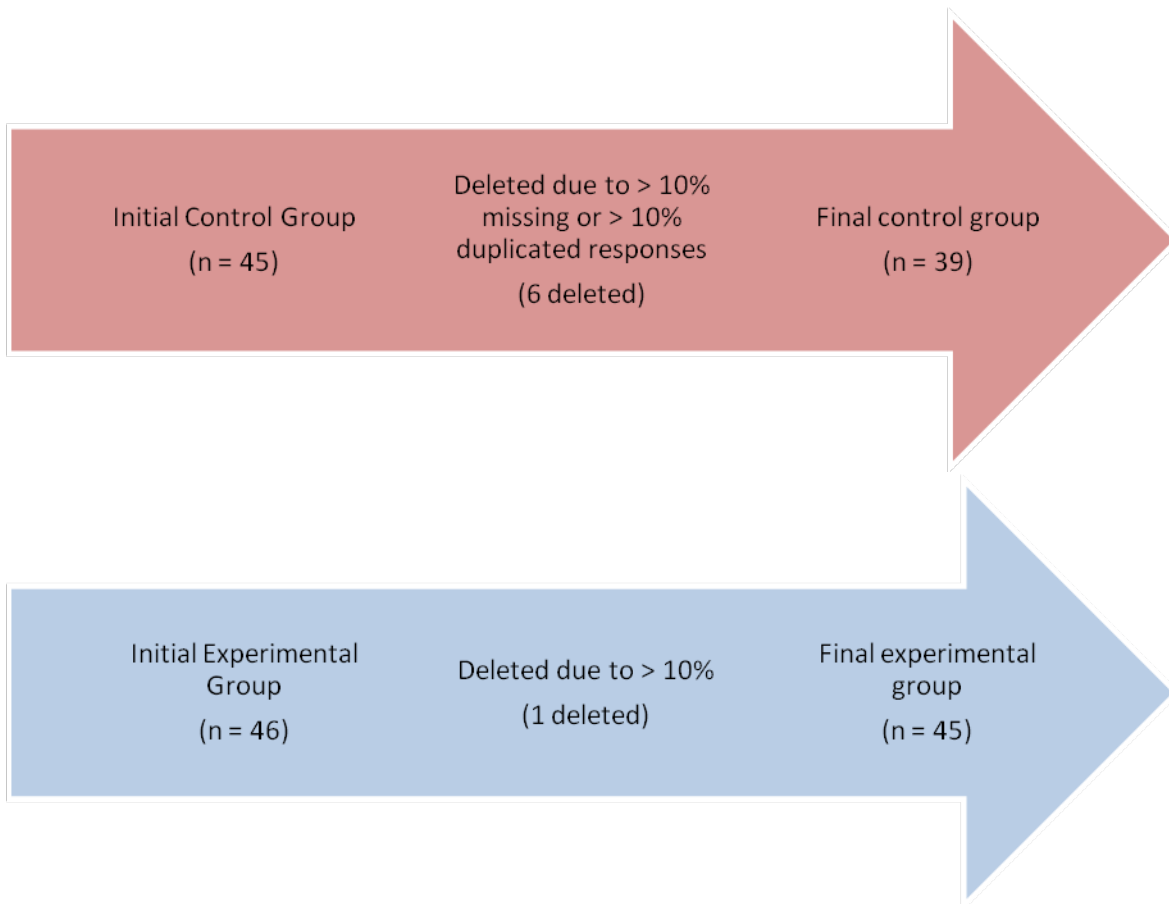 Initial Control Group
(n = 45)
Deleted due to > 10%
missing or > 10%
duplicated responses
(6 deleted)
Final control group
(n = 39)
Initial Experimental
Group
(n = 46)
Deleted due to > 10%
(1 deleted)
Final experimental
group
(n = 45)